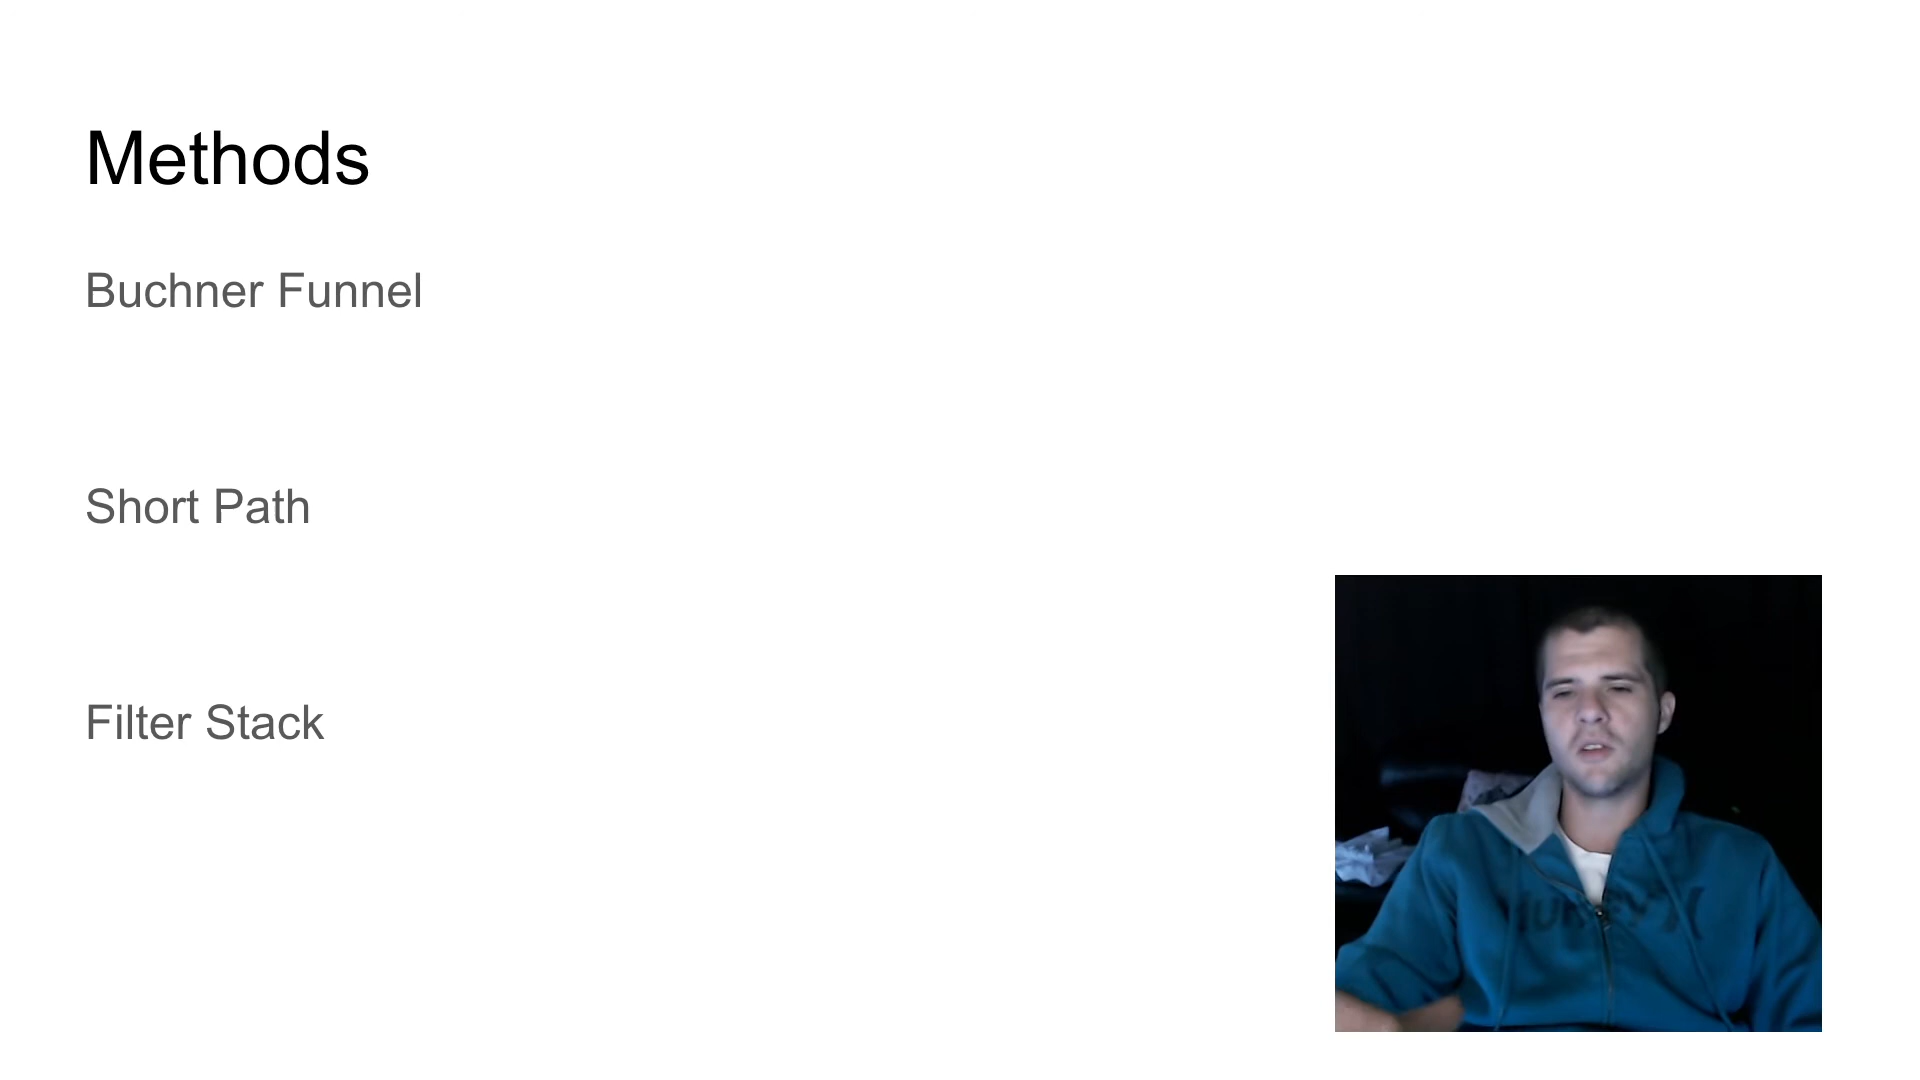 Methods
Buchner Funnel
Short Path
Filter Stack